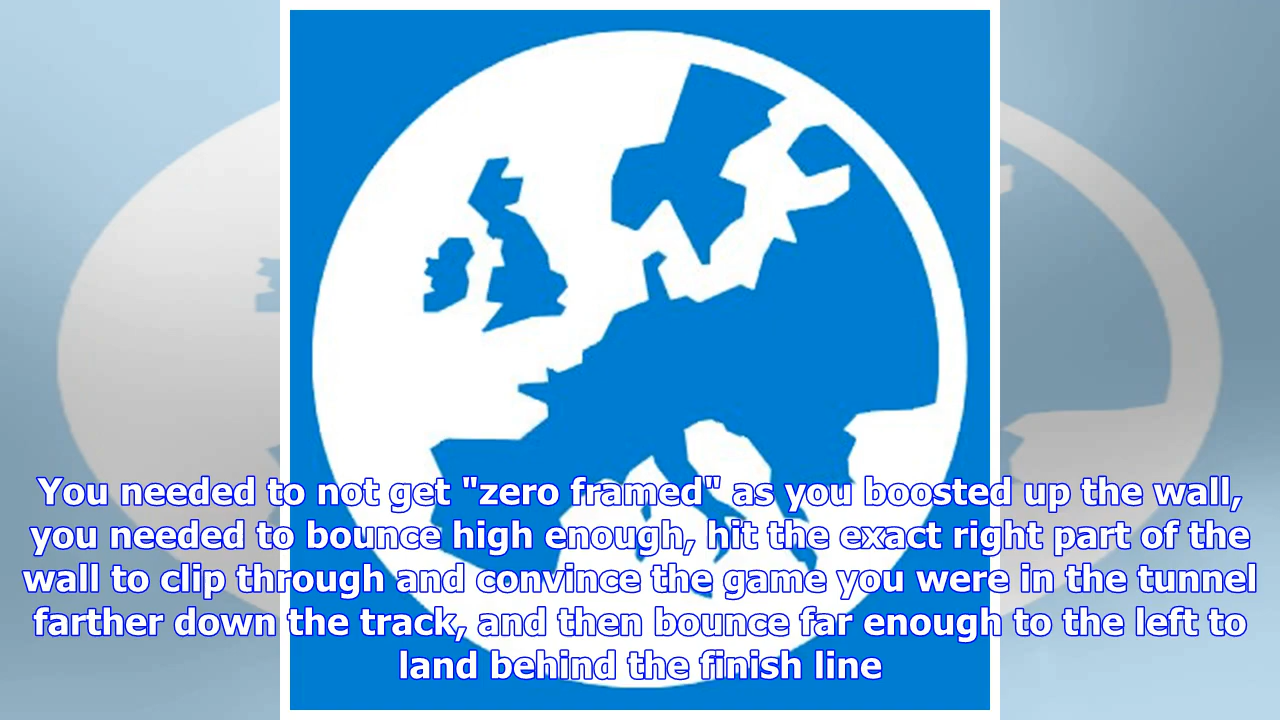 You needed to not get "zero framed" as you boosted up the wall,
you needed to bounce high enough, hit the exact right part of the
wall to clip through and convince the game you were in the tunnel
farther down the track, and then bounce far enough to the left to
land behind the finish line